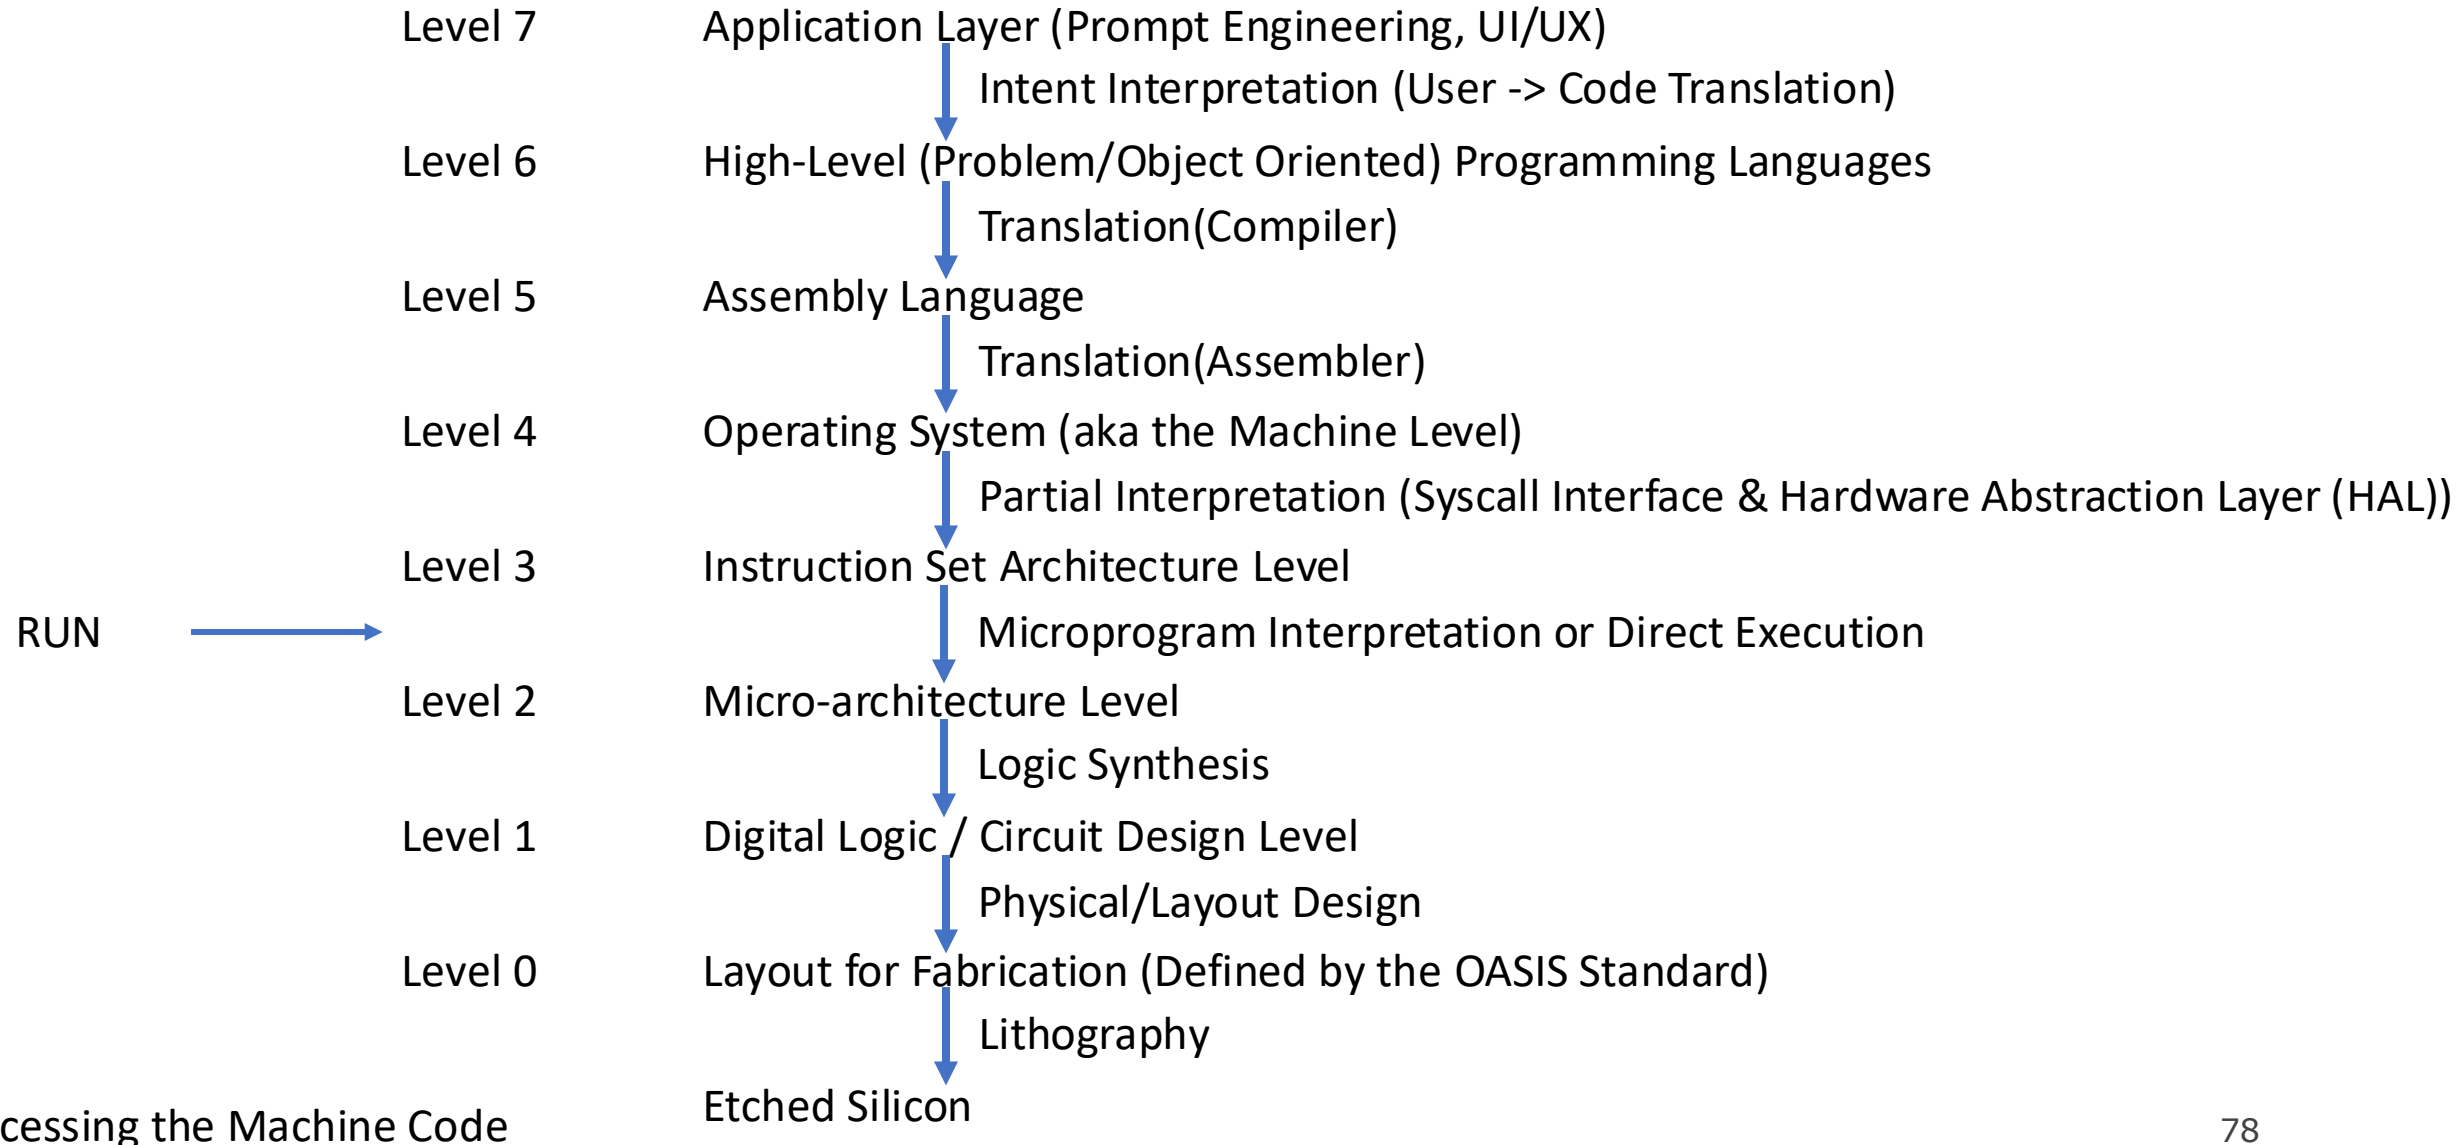 Level 7 Application Layer (Prompt Engineering, UI/UX)
Intent Interpretation (User -> Code Translation)
Level 6 High-Level (Problem/Object Oriented) Programming Languages
Translation(Compiler)
Level 5 Assembly Language
Translation(Assembler)
Level 4 Operating System (aka the Machine Level)
Partial Interpretation (Syscall Interface & Hardware Abstraction Layer (HAL))
Level 3 Instruction Set Architecture Level
RUN Microprogram Interpretation or Direct Execution
Level 2 Micro-architecture Level
Logic Synthesis
Level 1 Digital Logic / Circuit Design Level
Physical/Layout Design
Level 0 Layout for Fabrication (Defined by the OASIS Standard)
Lithography
Etched Silicon
cessing the Machine Code
78